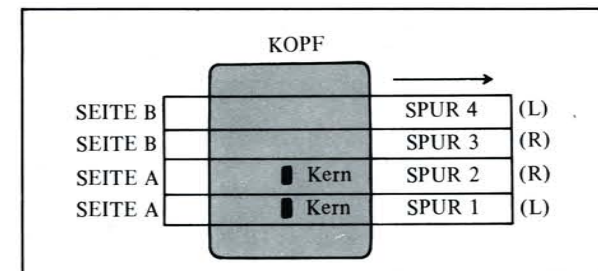 KOPF
SEITE B SPUR 4 (L)
SEITE B SPUR 3 (R)
SEITE A Kern SPUR 2 (R)
SEITE A Kern SPUR 1 (L)